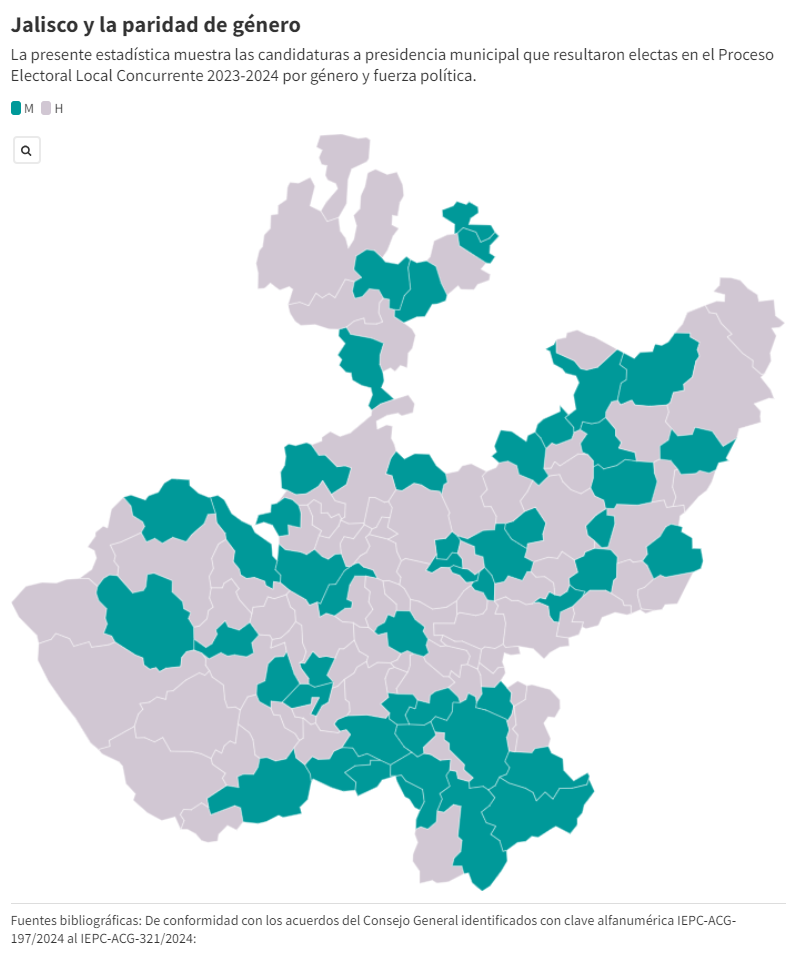 Jalisco y la paridad de género
La presente estadística muestra las candidaturas a presidencia municipal que resultaron electas en el Proceso
Electoral Local Concurrente 2023-2024 por género y fuerza política.
M H
Fuentes bibliográficas: De conformidad con los acuerdos del Consejo General identificados con clave alfanumérica IEPC-ACG-
197/2024 al IEPC-ACG-321/2024: